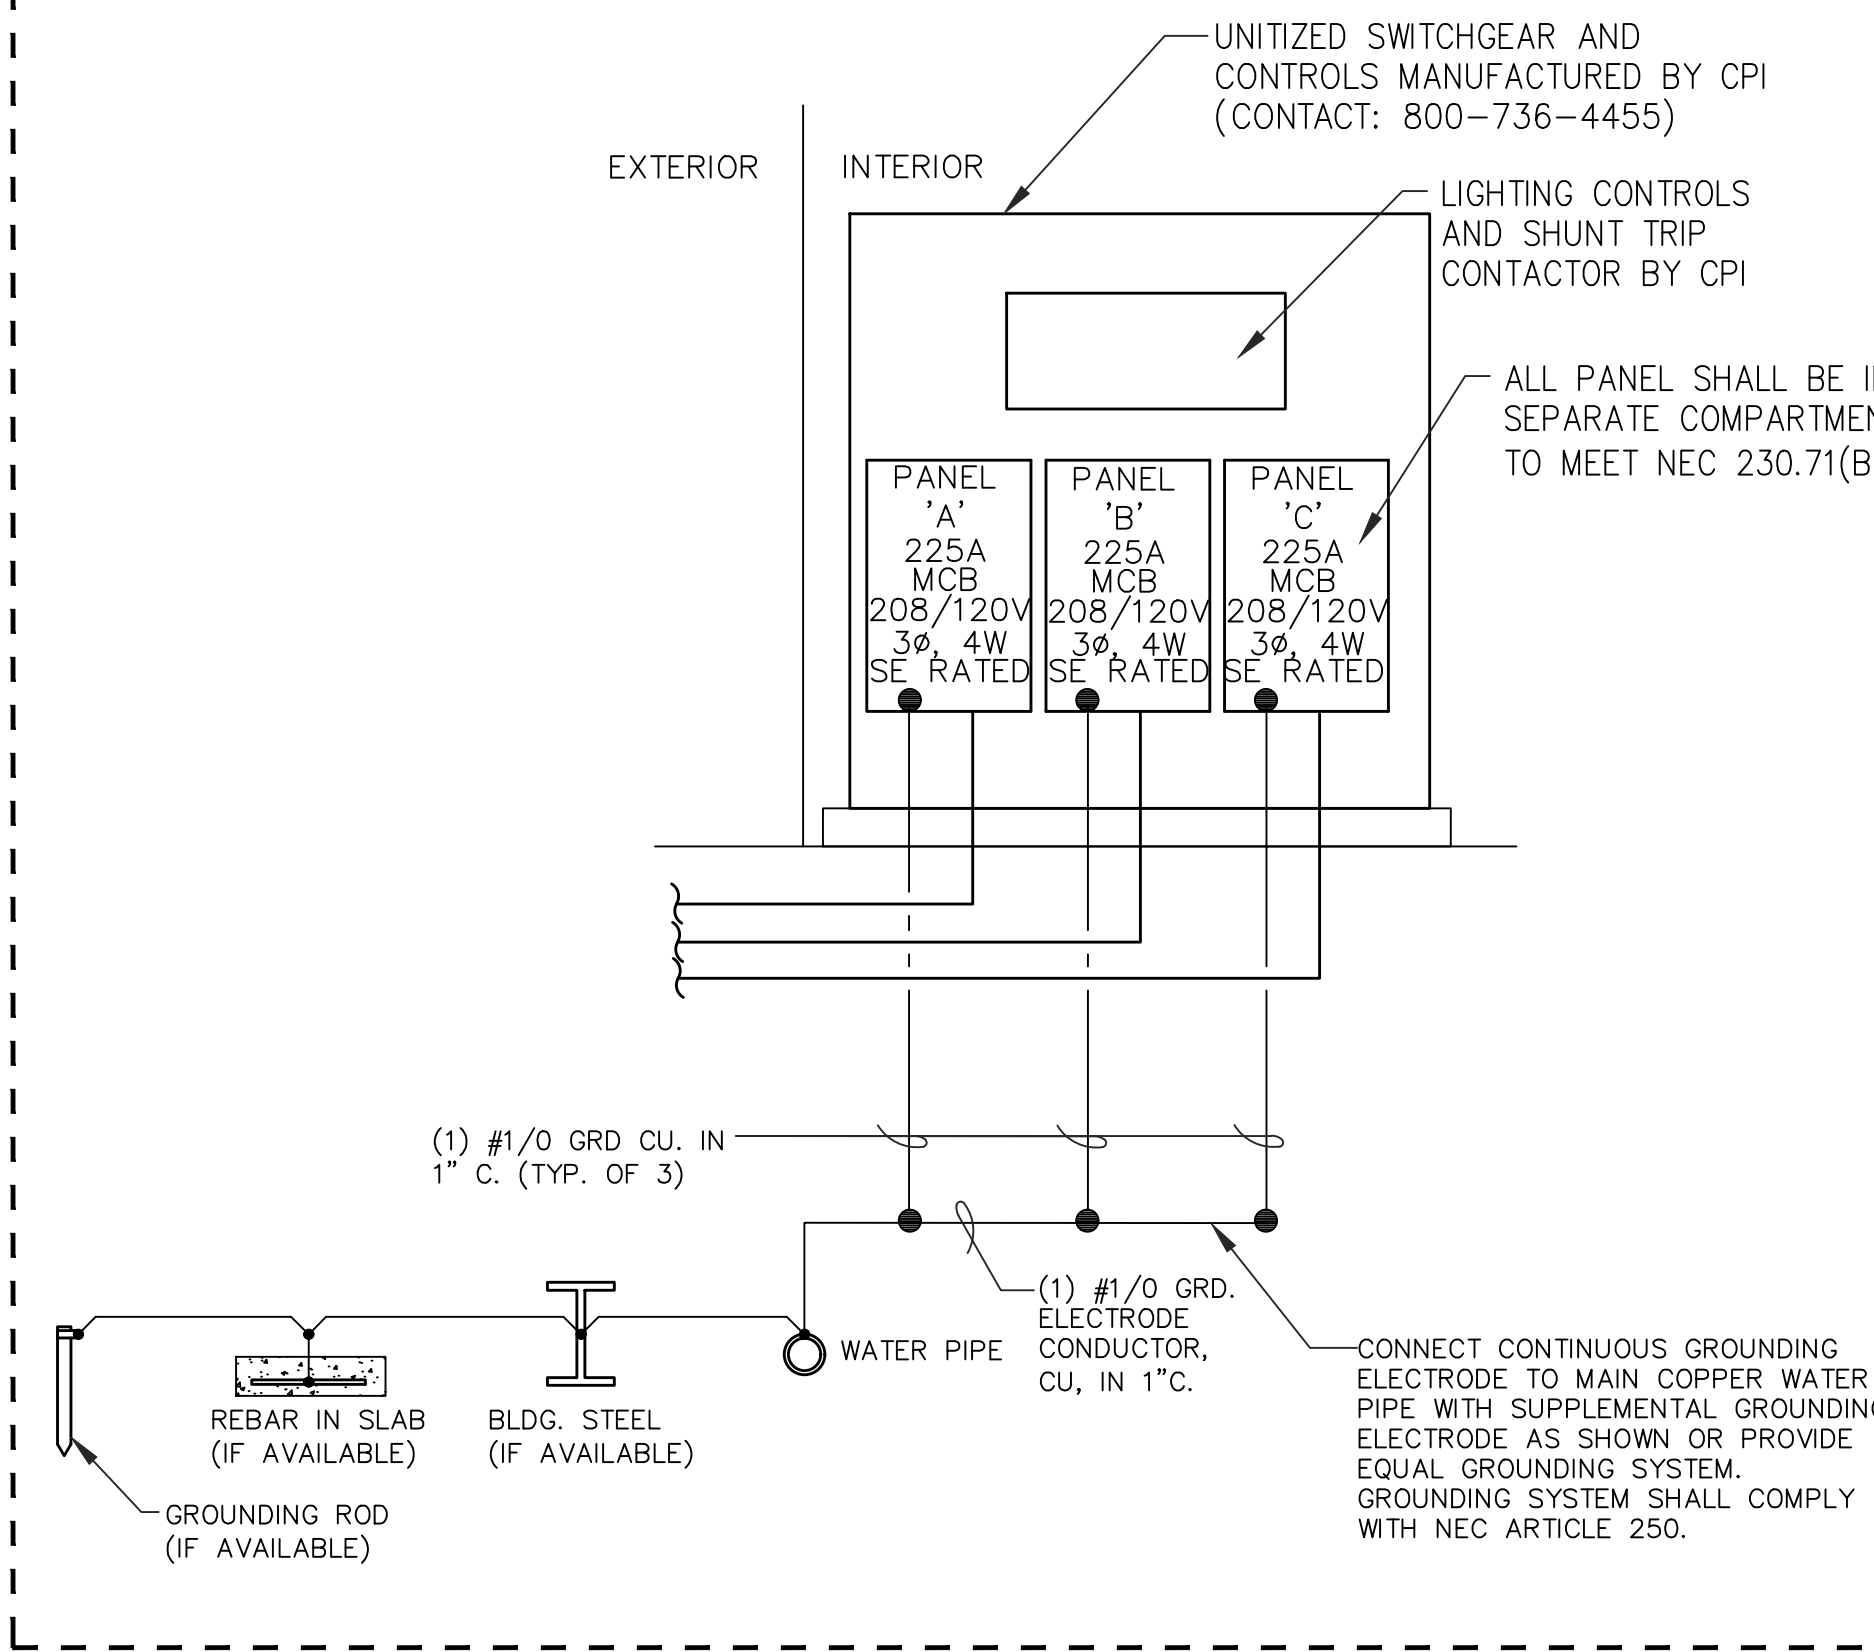 UNITIZED SWITCHGEAR AND
CONTROLS MANUFACTURED BY CPI
(CONTACT: 800-736-4455)
EXTERIOR
INTERIOR
LIGHTING CONTROLS
AND SHUNT TRIP
CONTACTOR BY CPI
ALL PANEL SHALL BE
SEPARATE
TO MEET NEC 230.71(B
PANEL
'A'
225A
MCB
208/120V
3ø, 4W
SE RATED
PANEL
'B'
225A
MCB
208/120V
3ø, 4W
SE RATED
PANEL
'C'
225A
MCB
208/120V
3ø, 4W
SE RATED
(1) #1/0 GRD CU. IN
1" C. (TYP. OF 3)
(1) #1/0 GRD.
ELECTRODE
CONDUCTOR,
CU, IN 1"C.
WATER PIPE
CONNECT CONTINUOUS GROUNDING
ELECTRODE TO MAIN COPPER WATER
PIPE WITH SUPPLEMENTAL GROUNDING
ELECTRODE AS SHOWN OR PROVIDE
EQUAL GROUNDING SYSTEM.
GROUNDING SYSTEM SHALL COMPLY
WITH NEC ARTICLE 250.
REBAR IN SLAB
(IF AVAILABLE)
BLDG. STEEL
(IF AVAILABLE)
GROUNDING ROD
(IF AVAILABLE)